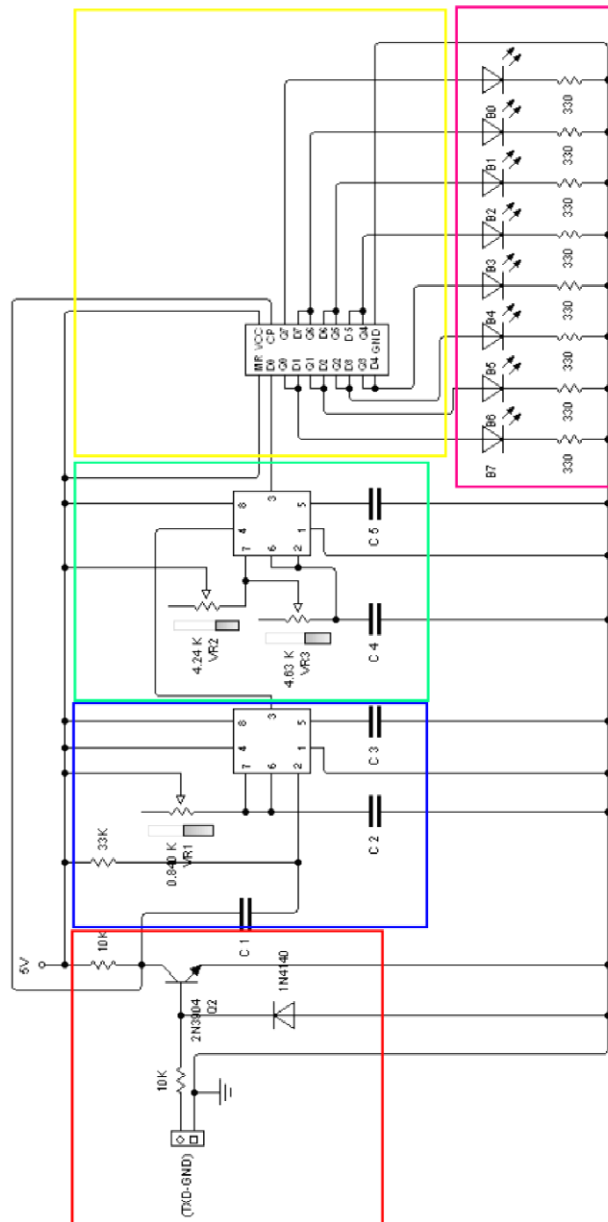 (TXD-GND)
10K
2N3904
Q2
1N4140
5V
10K
C 1
33K
0.840 K
VR1
7
6
2
4
8
3
1
5
C 2
C 3
4.24 K
VR2
4.63 K
VR3
7
6
2
4
8
3
1
5
C 4
C 5
MR VCC
D0 CP
Q0 Q7
D1 D7
Q1 Q6
D2 D6
Q2 Q5
D3 D5
Q3 Q4
D4 GND
B7
B6
B5
B4
B3
B2
B1
B0
330
330
330
330
330
330
330
330